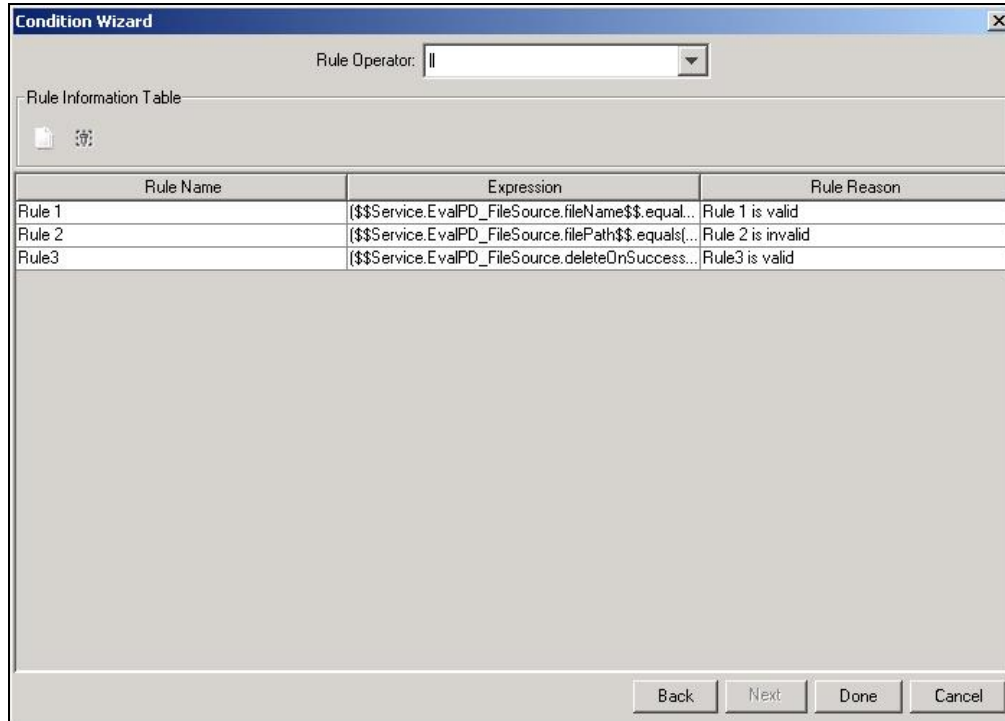 Condition Wizard
Rule Operator: ||
Rule Information Table
Rule Name Expression Rule Reason
Rule 1 ($$Service.EvalPD_FileSource.fileName$$.equal... Rule 1 is valid
Rule 2 ($$Service.EvalPD_FileSource.filePath$$.equals(... Rule 2 is invalid
Rule3 ($$Service.EvalPD_FileSource.deleteOnSuccess... Rule3 is valid
Back Next Done Cancel